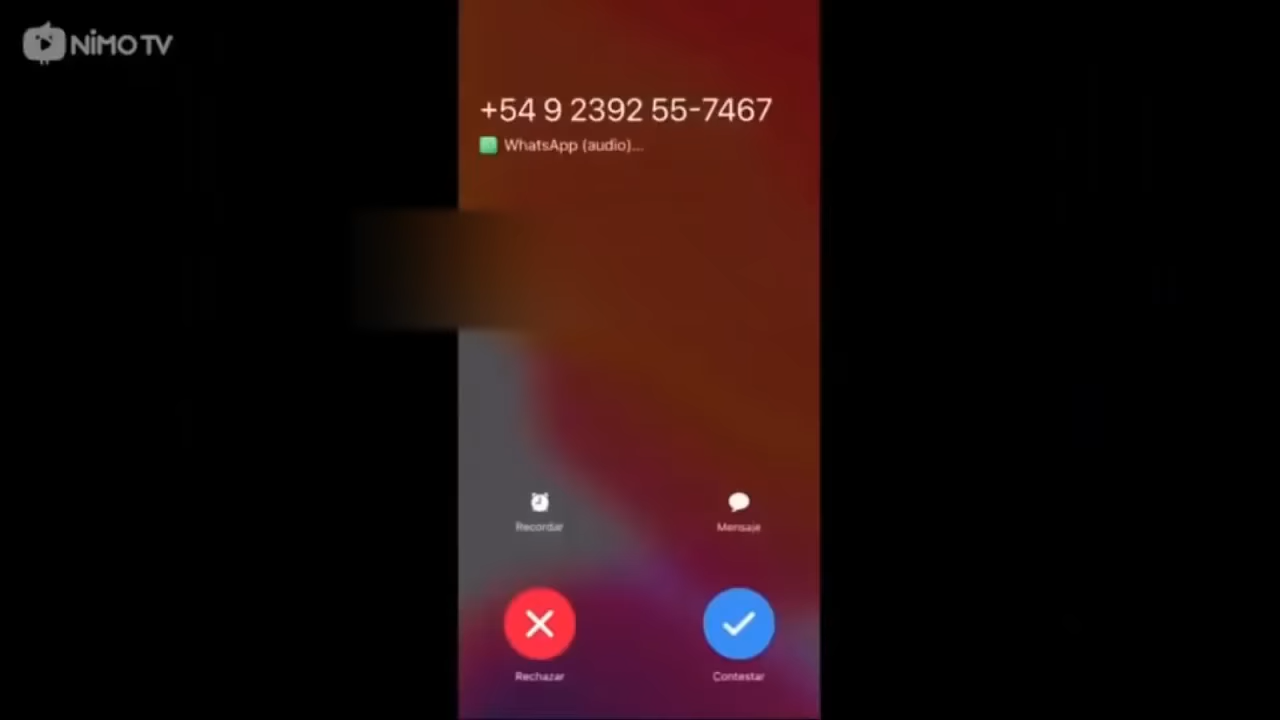 NiMO TV
+54 9 2392 55-7467
WhatsApp (audio)...
Recordar
Mensaje
Rechazar
Contestar